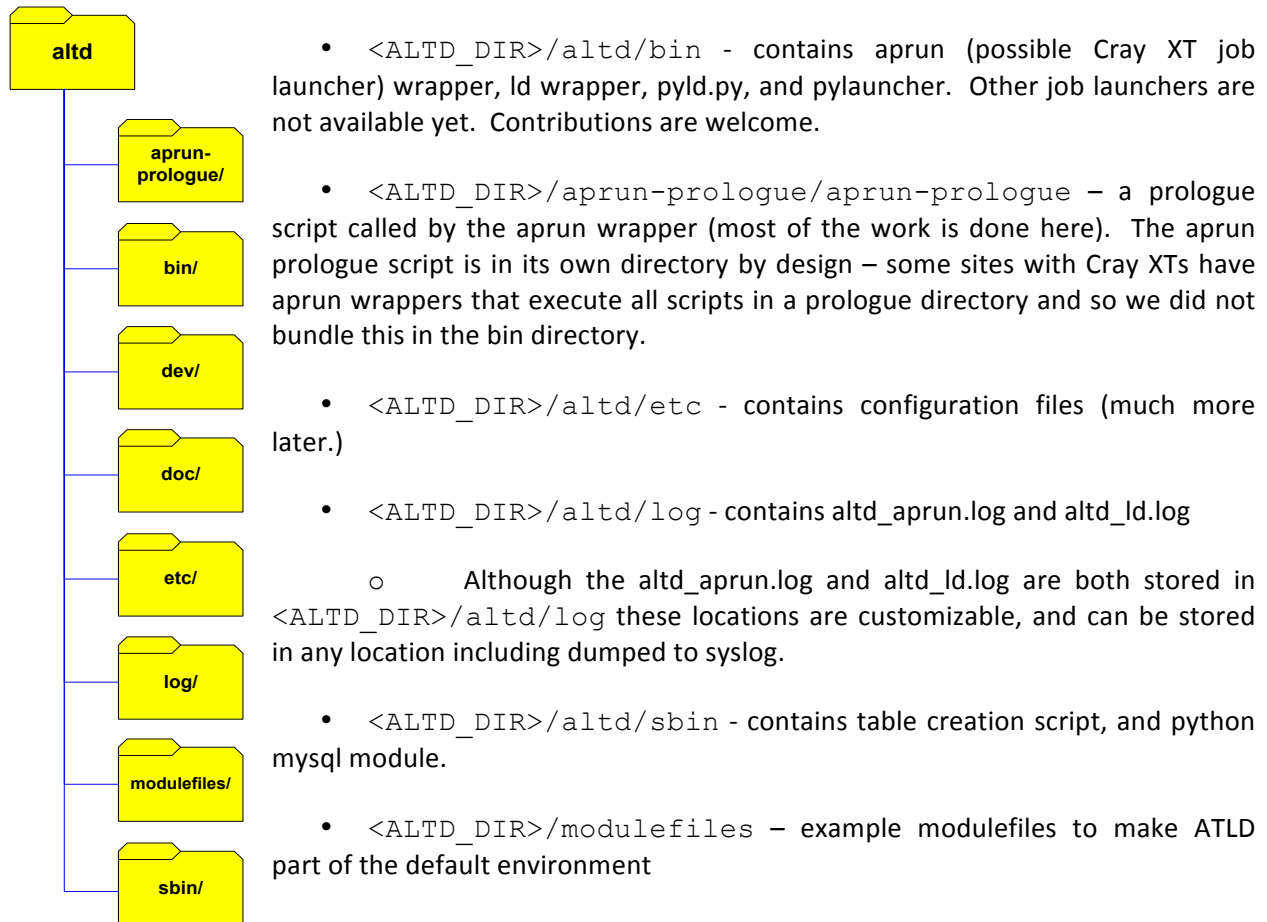 altd
aprun-
prologue/
bin/
dev/
doc/
etc/
log/
modulefiles/
sbin/
• <ALTD_DIR>/altd/bin - contains aprun (possible Cray XT job
launcher) wrapper, ld wrapper, pyld.py, and pylauncher. Other job launchers are
not available yet. Contributions are welcome.
• <ALTD_DIR>/aprun-prologue/aprun-prologue – a prologue
script called by the aprun wrapper (most of the work is done here). The aprun
prologue script is in its own directory by design – some sites with Cray XTs have
aprun wrappers that execute all scripts in a prologue directory and so we did not
bundle this in the bin directory.
• <ALTD_DIR>/altd/etc - contains configuration files (much more
later.)
• <ALTD_DIR>/altd/log - contains altd_aprun.log and altd_ld.log
o Although the altd_aprun.log and altd_ld.log are both stored in
<ALTD_DIR>/altd/log these locations are customizable, and can be stored
in any location including dumped to syslog.
• <ALTD_DIR>/altd/sbin - contains table creation script, and python
mysql module.
• <ALTD_DIR>/modulefiles – example modulefiles to make ATLD
part of the default environment